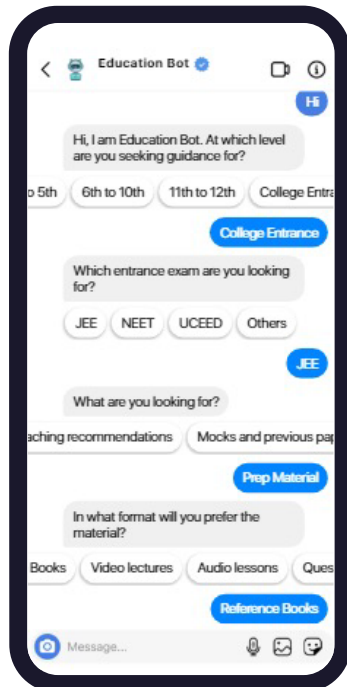 Education Bot
Hi
Hi, I am Education Bot. At which level
are you seeking guidance for?
o 5th 6th to 10th 11th to 12th College Entra
College Entrance
Which entrance exam are you looking
for?
JEE NEET UCEED Others
JEE
What are you looking for?
aching recommendations Mocks and previous pap
Prep Material
In what format will you prefer the
material?
Books Video lectures Audio lessons Ques
Reference Books
Message...